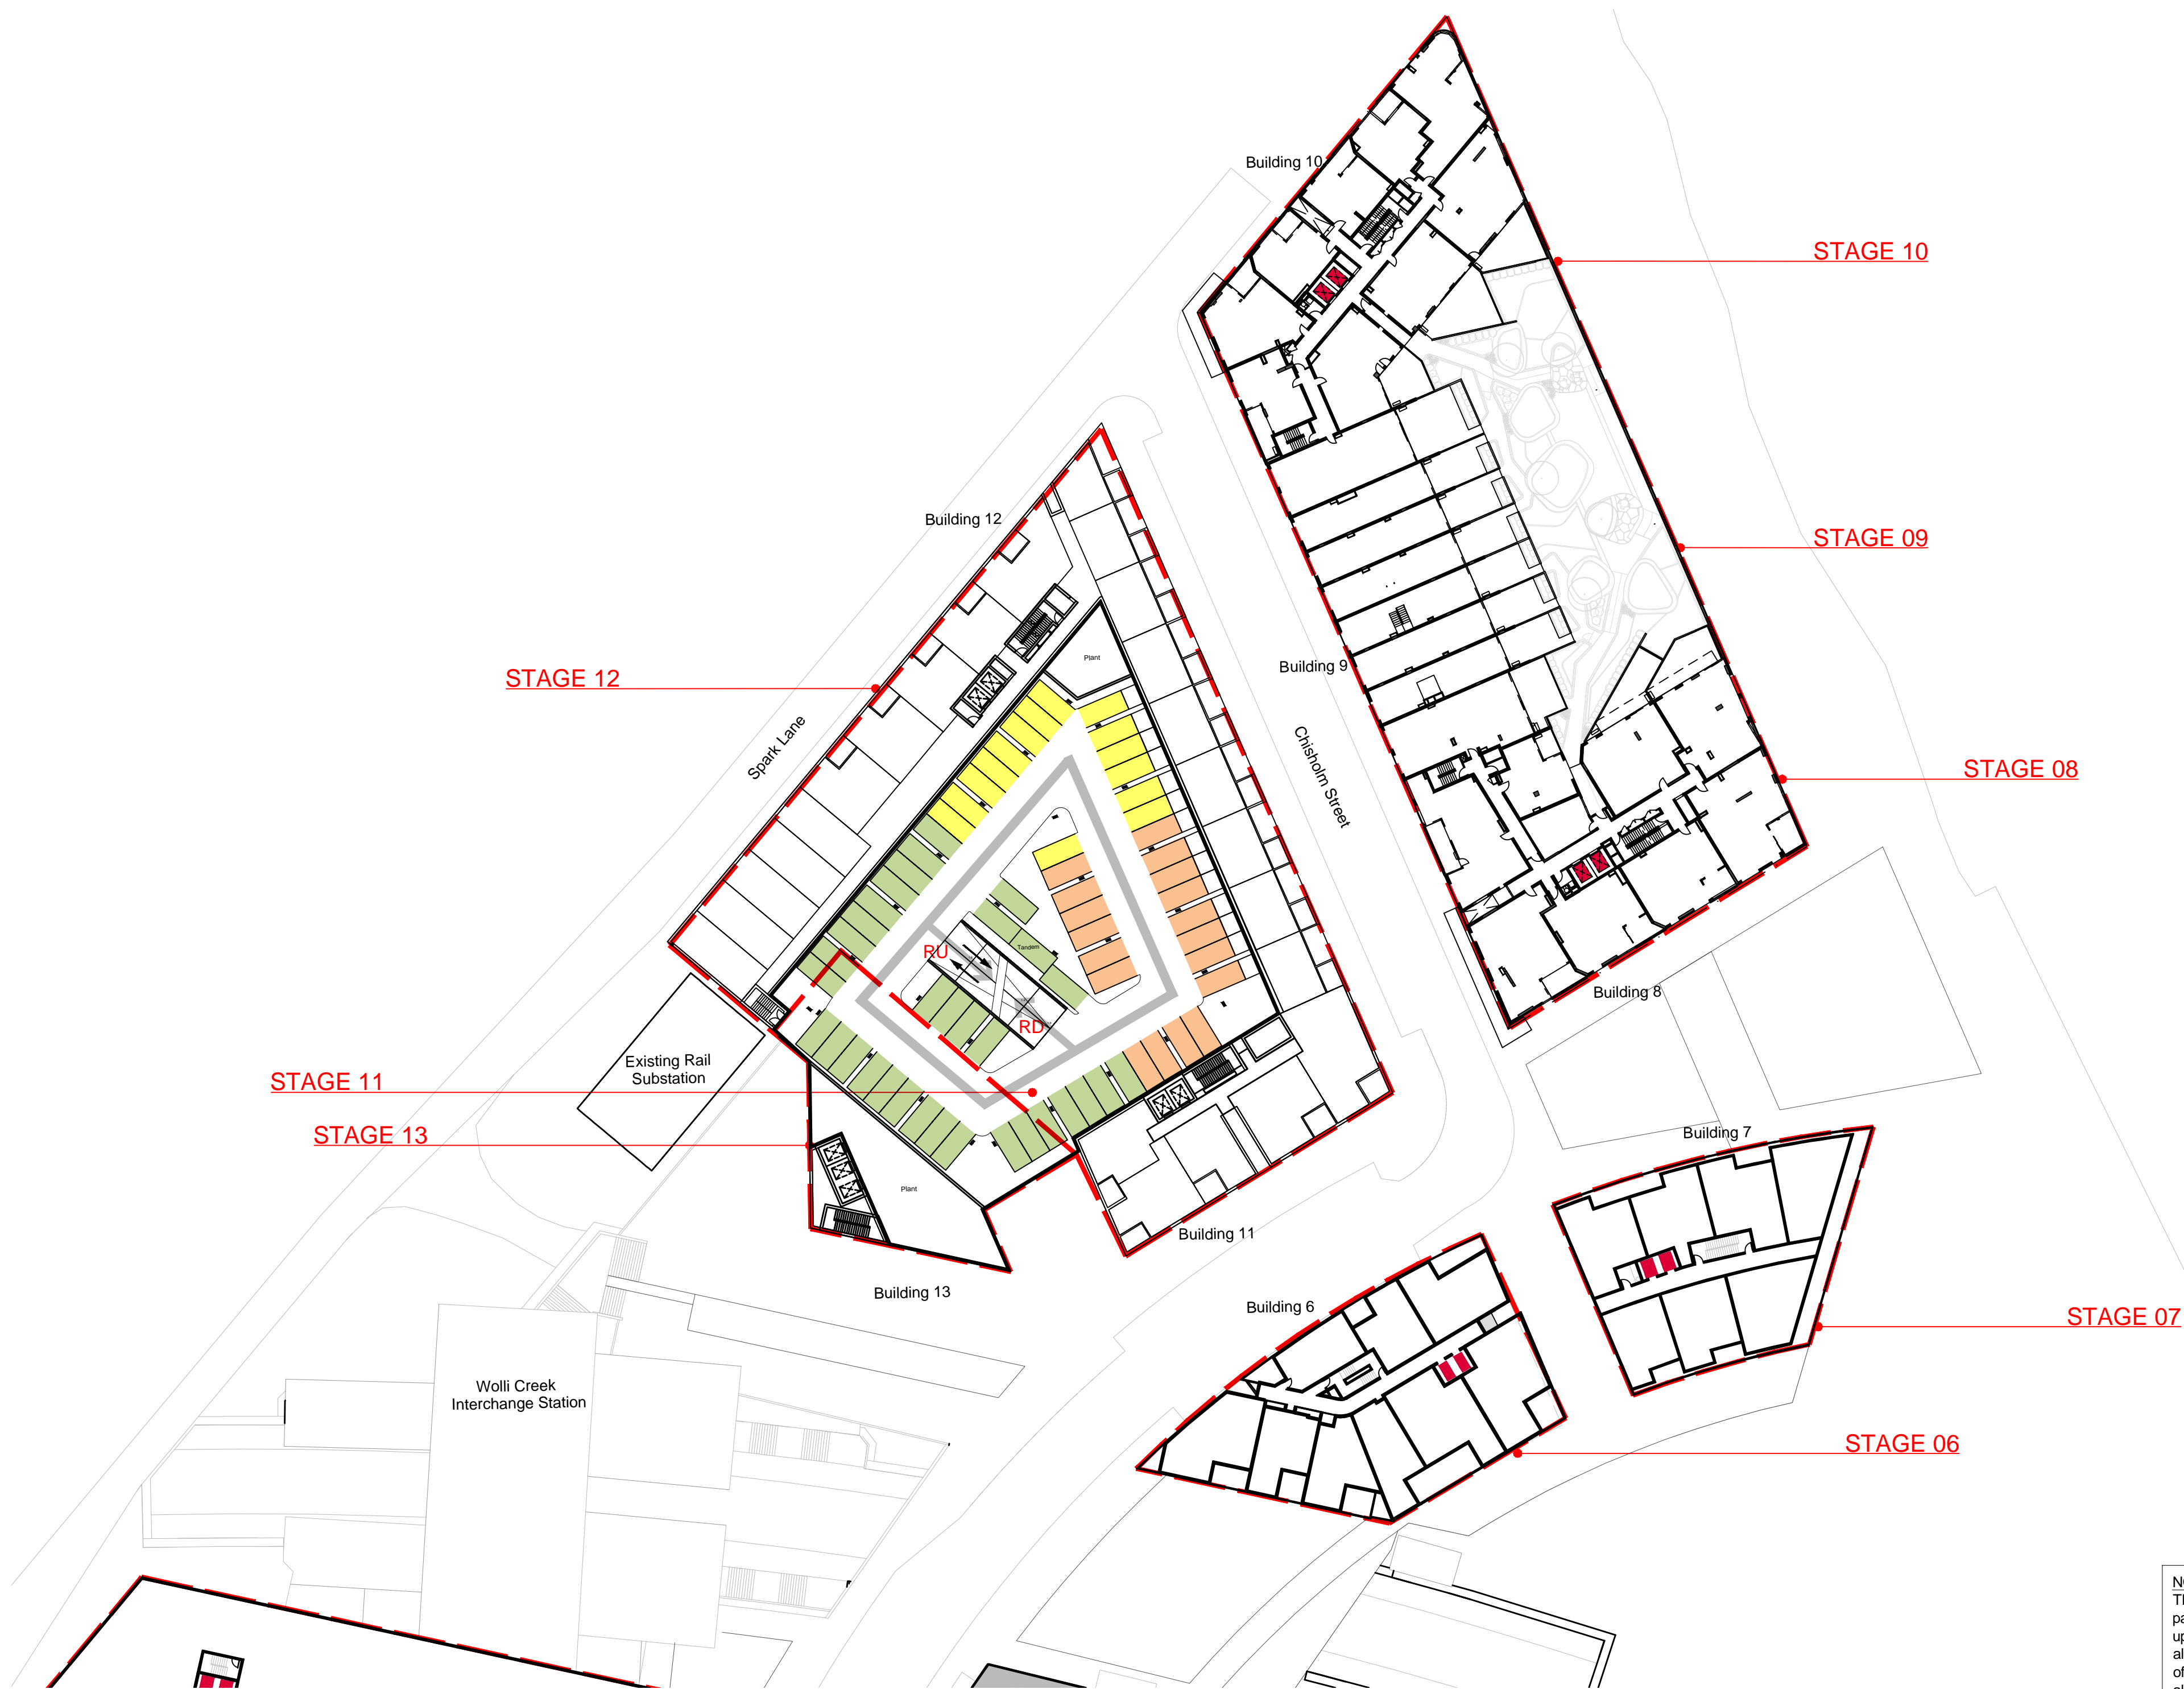 Building 10
STAGE 10
Building 12
STAGE 09
Plant
Building 9
STAGE 12
Spark Lane
Chisholm Street
STAGE 08
RU
Tandem
Building 8
RD
Existing Rail
Substation
STAGE 11
STAGE 13
Building 7
Plant
Building 11
Building 13
Building 6
STAGE 07
Wolli Creek
Interchange Station
STAGE 06